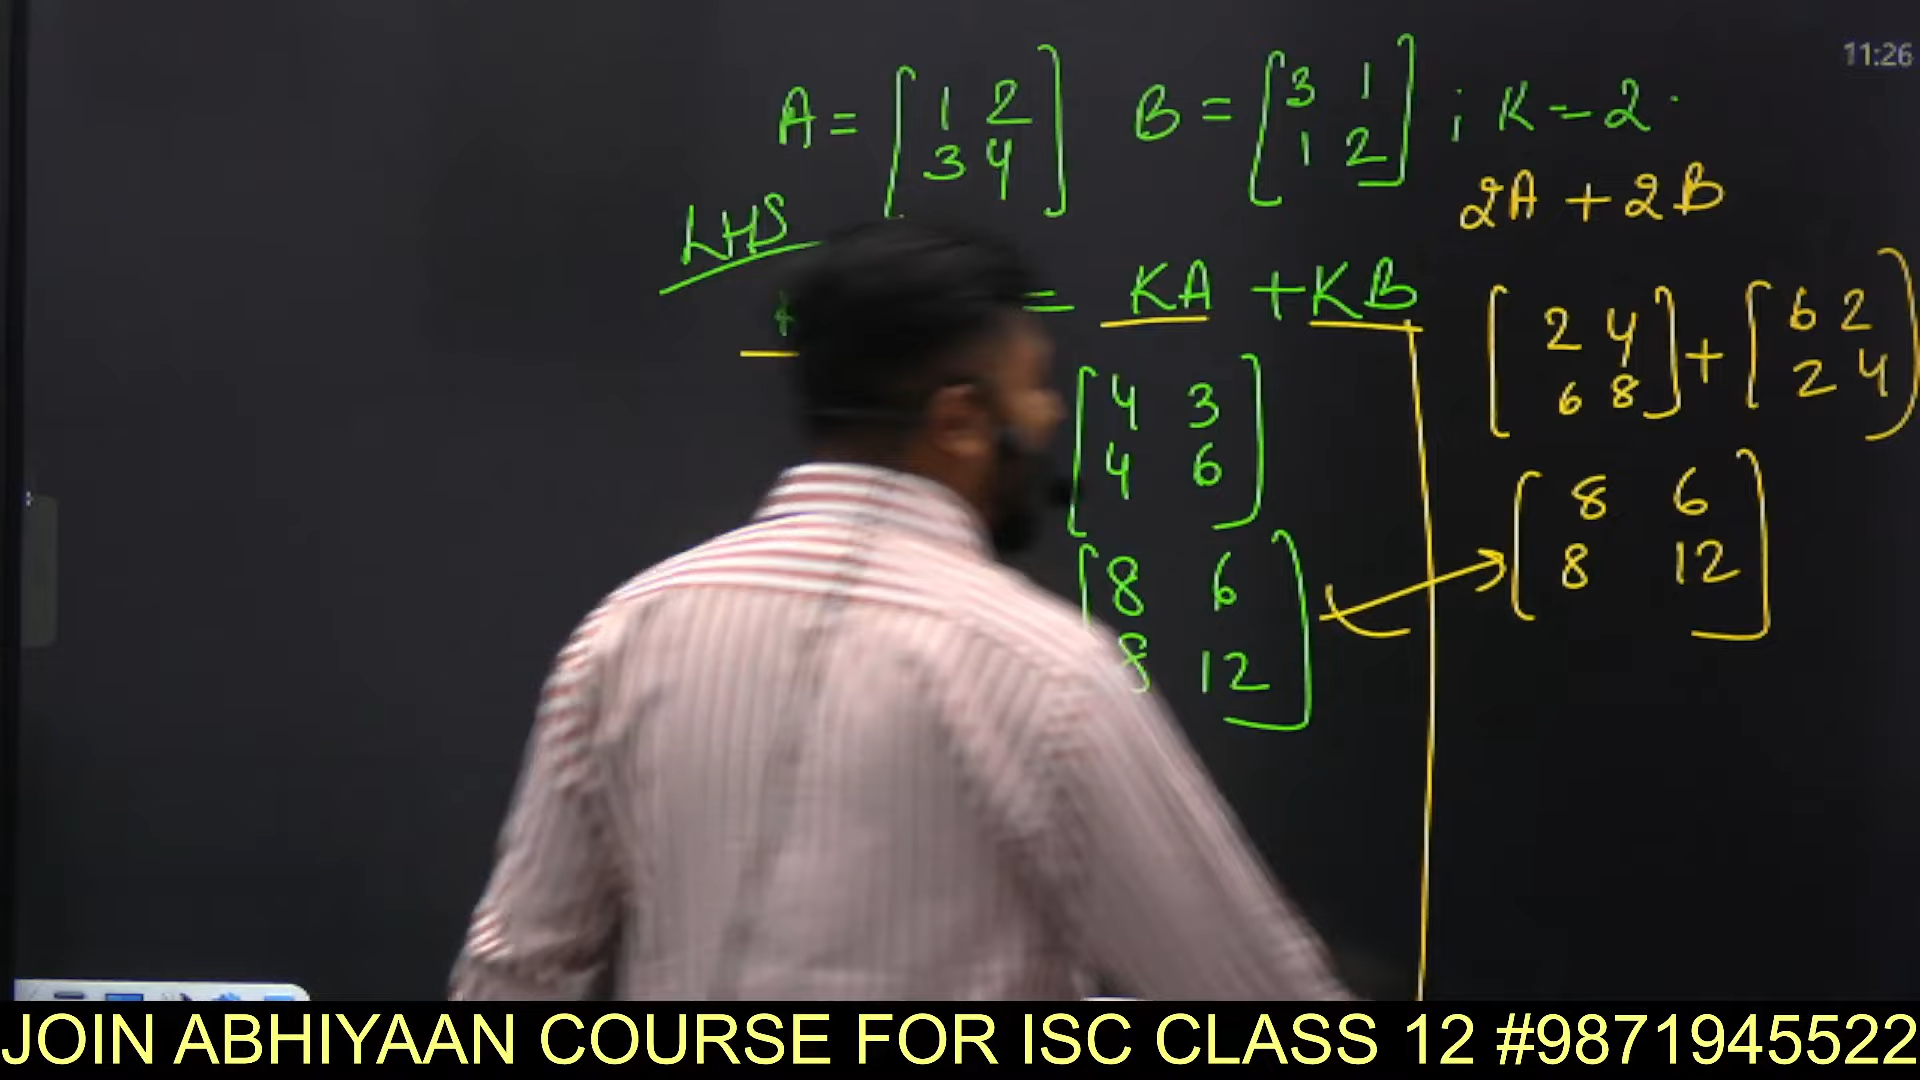 11:26
A = [1 2 B = [3 1 ; K = 2
3 4] 1 2]
2A + 2B
LHS
= KA + KB
[2 4 + [6 2
6 8] 2 4]
[4 3
4 6]
[8 6
8 12]
[8 6
8 12]
JOIN ABHIYAAN COURSE FOR ISC CLASS 12 #9871945522